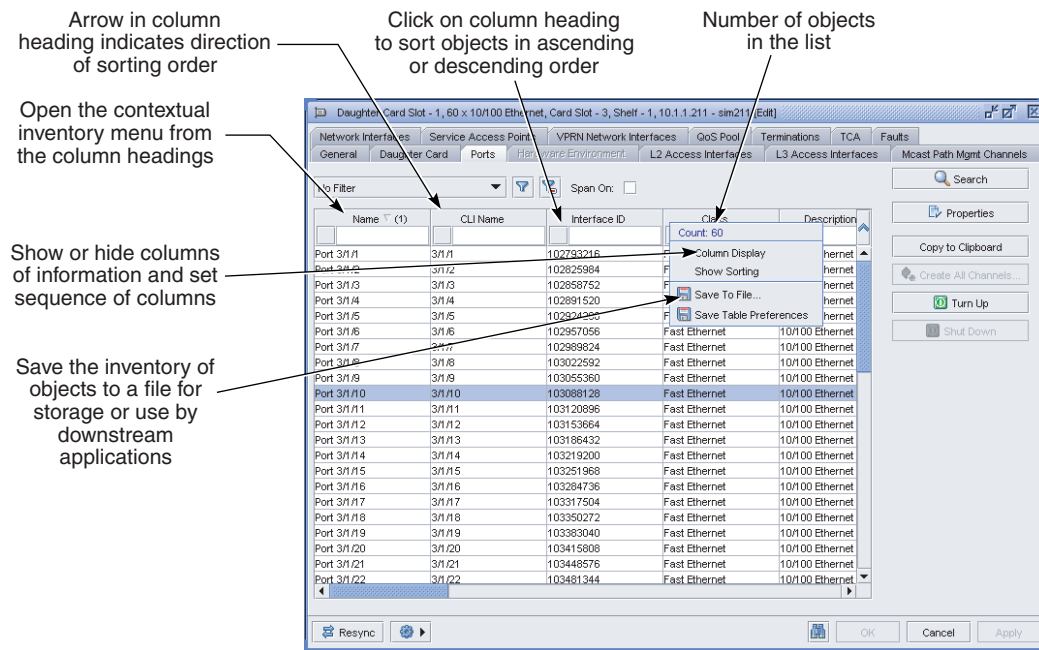 Arrow in column
heading indicates direction
of sorting order
Click on column heading
to sort objects in ascending
or descending order
Number of objects
in the list
Open the contextual
inventory menu from
the column headings
Show or hide columns
of information and set
sequence of columns
Save the inventory of
objects to a file for
storage or use by
downstream
applications
Daughter Card Slot - 1, 60 x 10/100 Ethernet, Card Slot - 3, Shelf - 1, 10.1.1.211 - sim211 [Edit]
Network Interfaces Service Access Points VPRN Network Interfaces QoS Pool Terminations TCA Faults
General Daughter Card Ports Hardware Environment L2 Access Interfaces L3 Access Interfaces Mcast Path Mgmt Channels
No Filter Span On:
Search
Properties
Copy to Clipboard
Create All Channels...
Turn Up
Shut Down
Name (1) CLI Name Interface ID Class Description
Count: 60
Column Display
Show Sorting
Save To File...
Save Table Preferences
Port 3/1/1 3/1/1 102793216 hernet
Port 3/1/2 3/1/2 102825984 F hernet
Port 3/1/3 3/1/3 102858752 F hernet
Port 3/1/4 3/1/4 102891520 F hernet
Port 3/1/5 3/1/5 F hernet
Port 3/1/6 3/1/6 102957056 Fast Ethernet 10/100 Ethernet
Port 3/1/7 3/1/7 102989824 Fast Ethernet 10/100 Ethernet
Port 3/1/8 3/1/8 103022592 Fast Ethernet 10/100 Ethernet
Port 3/1/9 3/1/9 103055360 Fast Ethernet 10/100 Ethernet
Port 3/1/10 3/1/10 103088128 Fast Ethernet 10/100 Ethernet
Port 3/1/11 3/1/11 103120896 Fast Ethernet 10/100 Ethernet
Port 3/1/12 3/1/12 103153664 Fast Ethernet 10/100 Ethernet
Port 3/1/13 3/1/13 103186432 Fast Ethernet 10/100 Ethernet
Port 3/1/14 3/1/14 103219200 Fast Ethernet 10/100 Ethernet
Port 3/1/15 3/1/15 103251968 Fast Ethernet 10/100 Ethernet
Port 3/1/16 3/1/16 103284736 Fast Ethernet 10/100 Ethernet
Port 3/1/17 3/1/17 103317504 Fast Ethernet 10/100 Ethernet
Port 3/1/18 3/1/18 103350272 Fast Ethernet 10/100 Ethernet
Port 3/1/19 3/1/19 103383040 Fast Ethernet 10/100 Ethernet
Port 3/1/20 3/1/20 103415808 Fast Ethernet 10/100 Ethernet
Port 3/1/21 3/1/21 103448576 Fast Ethernet 10/100 Ethernet
Port 3/1/22 3/1/22 103481344 Fast Ethernet 10/100 Ethernet
Resync OK Cancel Apply